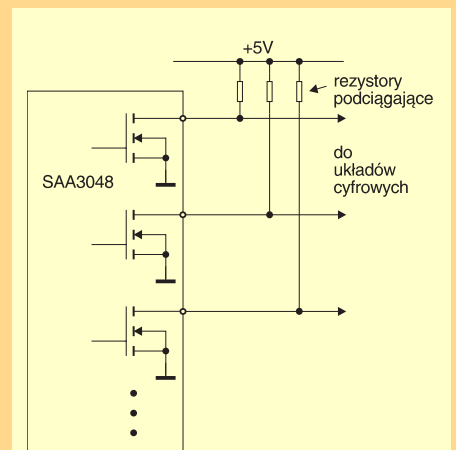 +5V
rezystory
podciągające
do
układów
cyfrowych
SAA3048